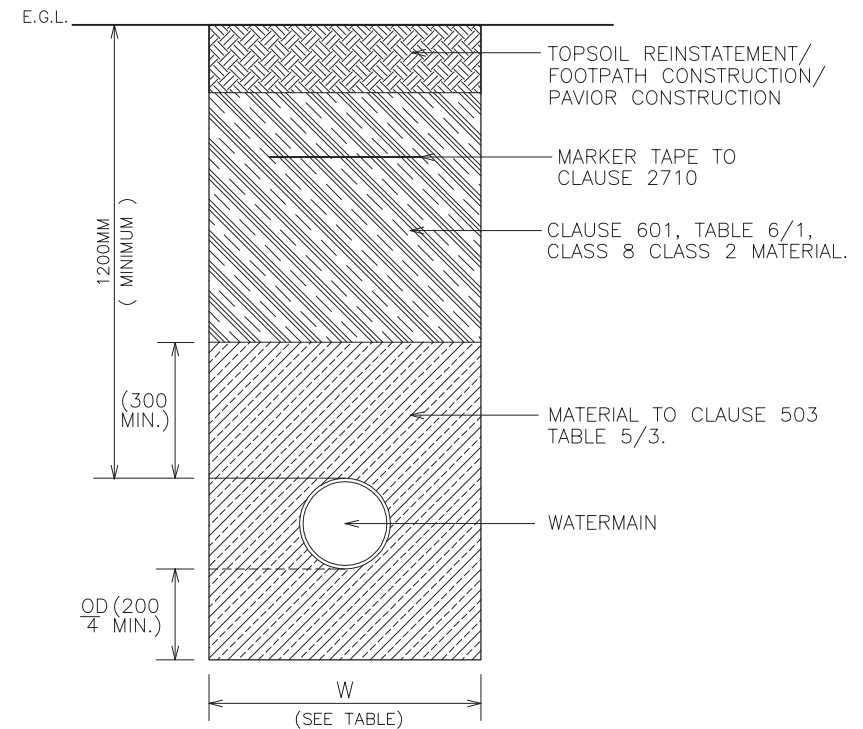 E.G.L.
TOPSOIL REINSTATEMENT/
FOOTPATH CONSTRUCTION/
PAVIOR CONSTRUCTION
MARKER TAPE TO
CLAUSE 2710
1200MM
( MINIMUM )
CLAUSE 601, TABLE 6/1,
CLASS 8 CLASS 2 MATERIAL.
(300
MIN.)
MATERIAL TO CLAUSE 503
TABLE 5/3.
WATERMAIN
OD (200
4 MIN.)
W
(SEE TABLE)